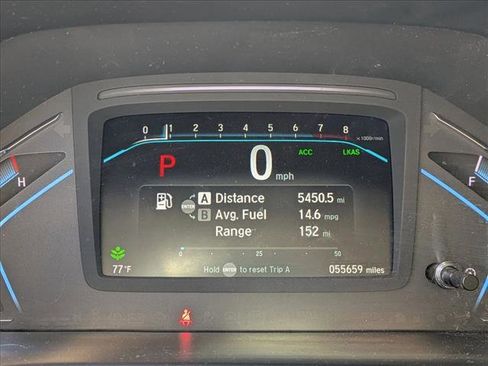 0 1 2 3 4 5 6 7 8 x1000r/min
ACC LKAS
P 0 mph
H F
A Distance 5450.5 mi
ENTER
B Avg. Fuel 14.6 mpg
Range 152 mi
0 25 50
77°F Hold ENTER to reset Trip A 055659 miles